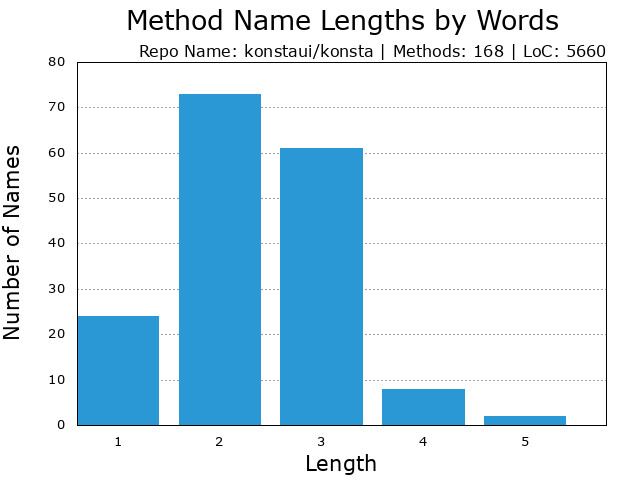 Method Name Lengths by Words
Repo Name: konstaui/konsta | Methods: 168 | LoC: 5660
Number of Names
80
70
60
50
40
30
20
10
0
1 2 3 4 5
Length